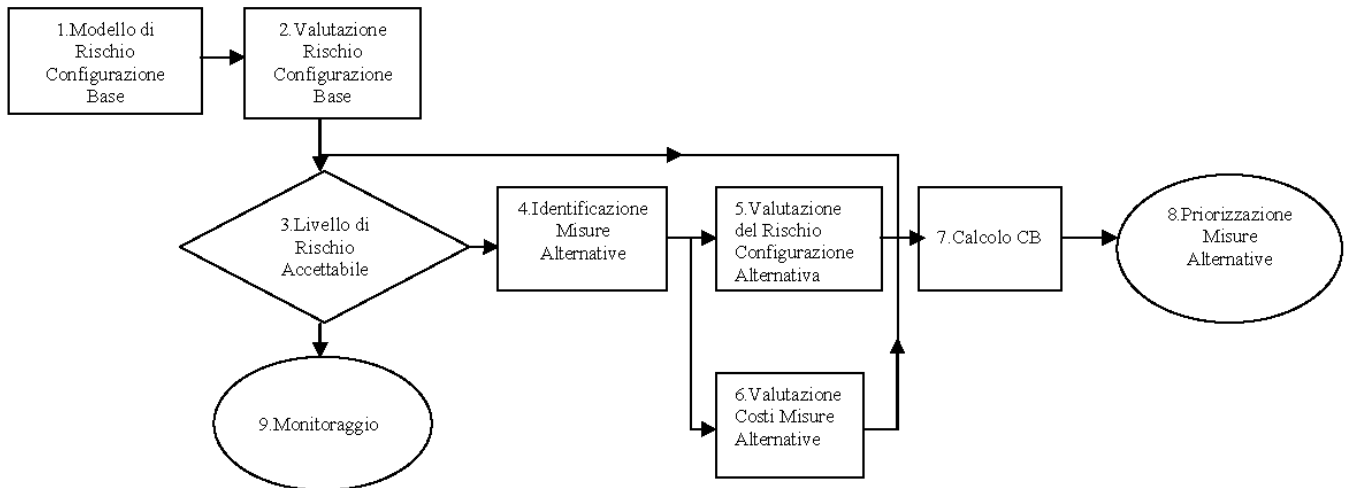 1.Modello di
Rischio
Configurazione
Base
2.Valutazione
Rischio
Configurazione
Base
3.Livello di
Rischio
Accettabile
4.Identificazione
Misure
Alternative
5.Valutazione
del Rischio
Configurazione
Alternativa
6.Valutazione
Costi Misure
Alternative
7.Calcolo CB
8.Priorizzazione
Misure
Alternative
9.Monitoraggio